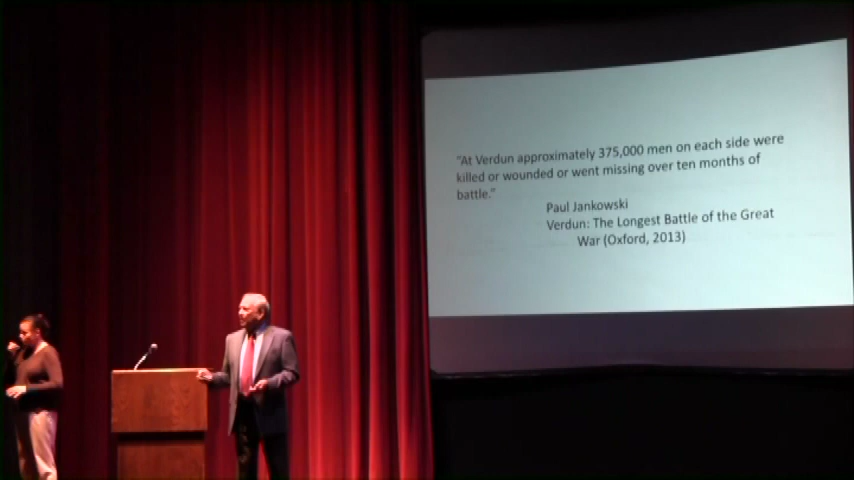 "At Verdun approximately 375,000 men on each side were
killed or wounded or went missing over ten months of
battle."
Paul Jankowski
Verdun: The Longest Battle of the Great
War (Oxford, 2013)